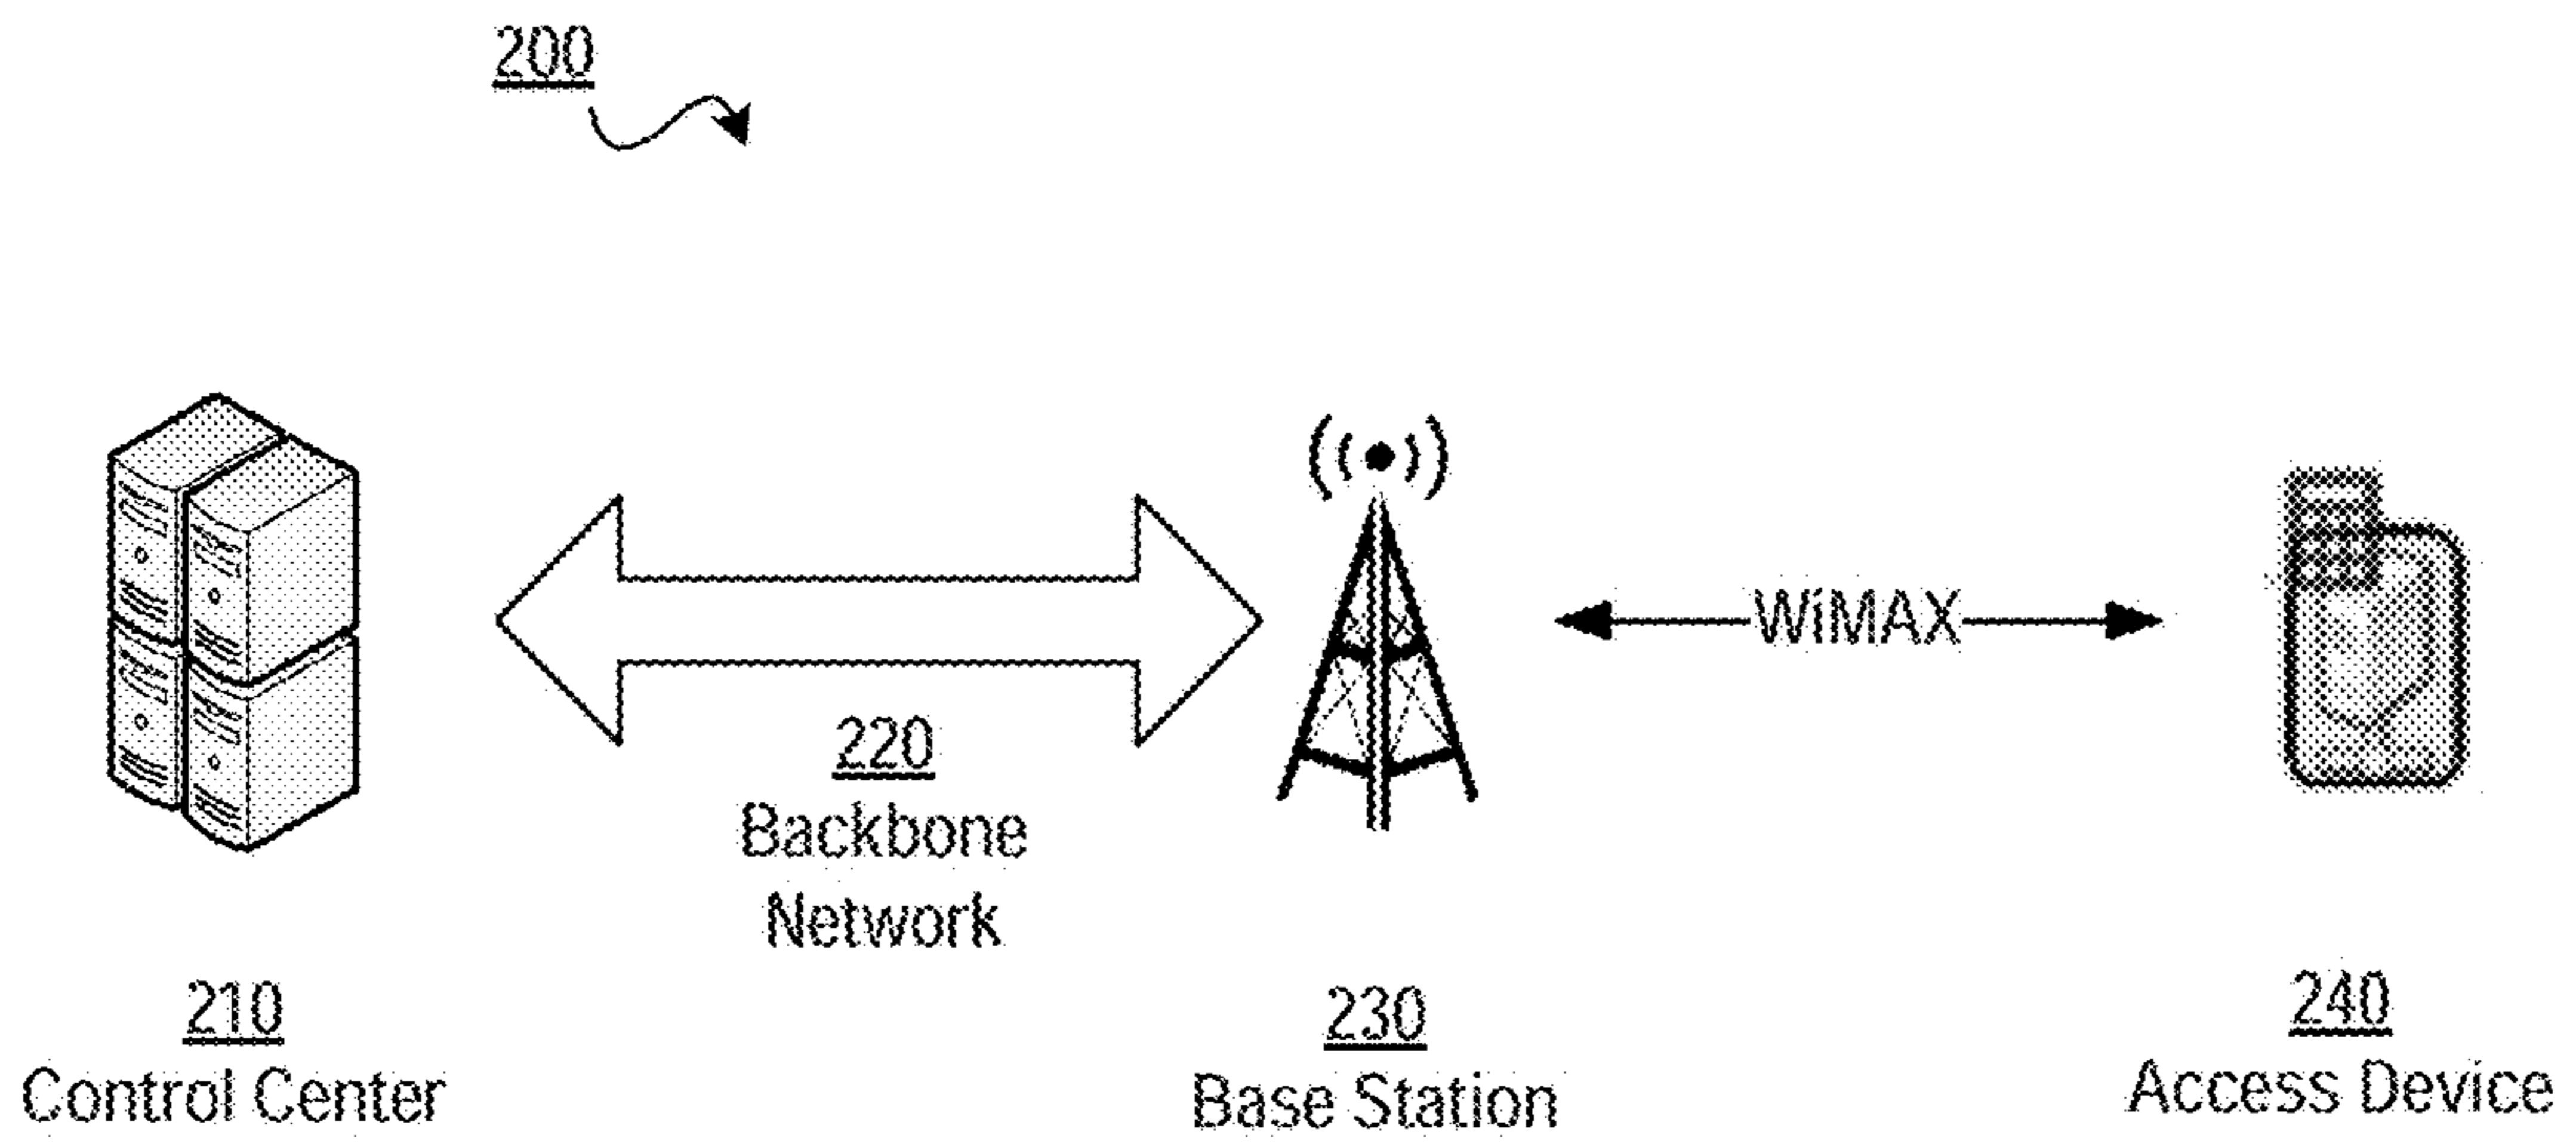 200
WiMAX
220
Backbone
Network
210
Control Center
230
Base Station
240
Access Device